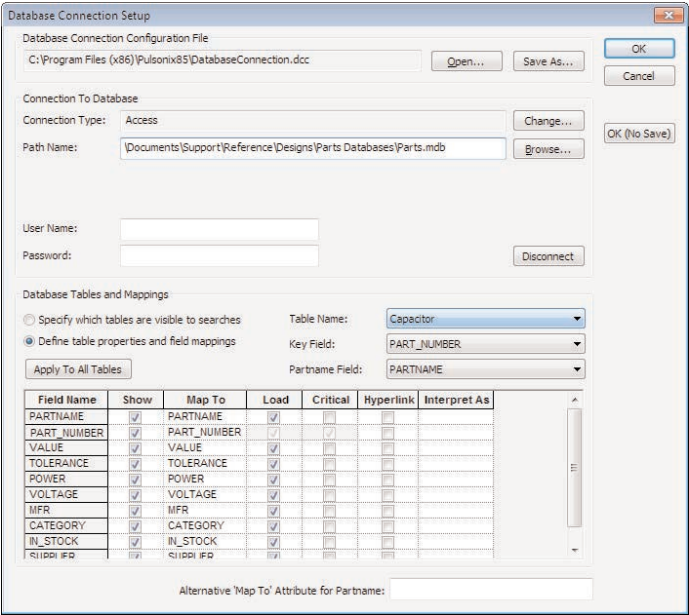 Database Connection Setup
Database Connection Configuration File
C:\Program Files (x86)\Pulsonix85\DatabaseConnection.dcc
Open...
Save As...
OK
Cancel
OK (No Save)
Connection To Database
Connection Type: Access
Change...
Path Name: \Documents\Support\Reference\Designs\Parts Databases\Parts.mdb
Browse...
User Name:
Password:
Disconnect
Database Tables and Mappings
Specify which tables are visible to searches
Table Name: Capacitor
Define table properties and field mappings
Key Field: PART_NUMBER
Apply To All Tables
Partname Field: PARTNAME
Field Name Show Map To Load Critical Hyperlink Interpret As
PARTNAME PARTNAME
PART_NUMBER PART_NUMBER
VALUE VALUE
TOLERANCE TOLERANCE
POWER POWER
VOLTAGE VOLTAGE
MFR MFR
CATEGORY CATEGORY
IN_STOCK IN_STOCK
SUPPLIER SUPPLIER
Alternative 'Map To' Attribute for Partname: